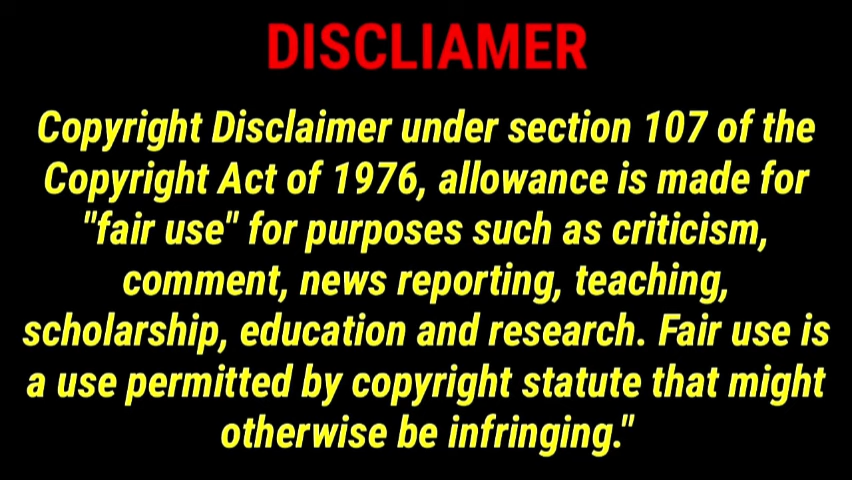 DISCLIAMER
Copyright Disclaimer under section 107 of the
Copyright Act of 1976, allowance is made for
"fair use" for purposes such as criticism,
comment, news reporting, teaching,
scholarship, education and research. Fair use is
a use permitted by copyright statute that might
otherwise be infringing."